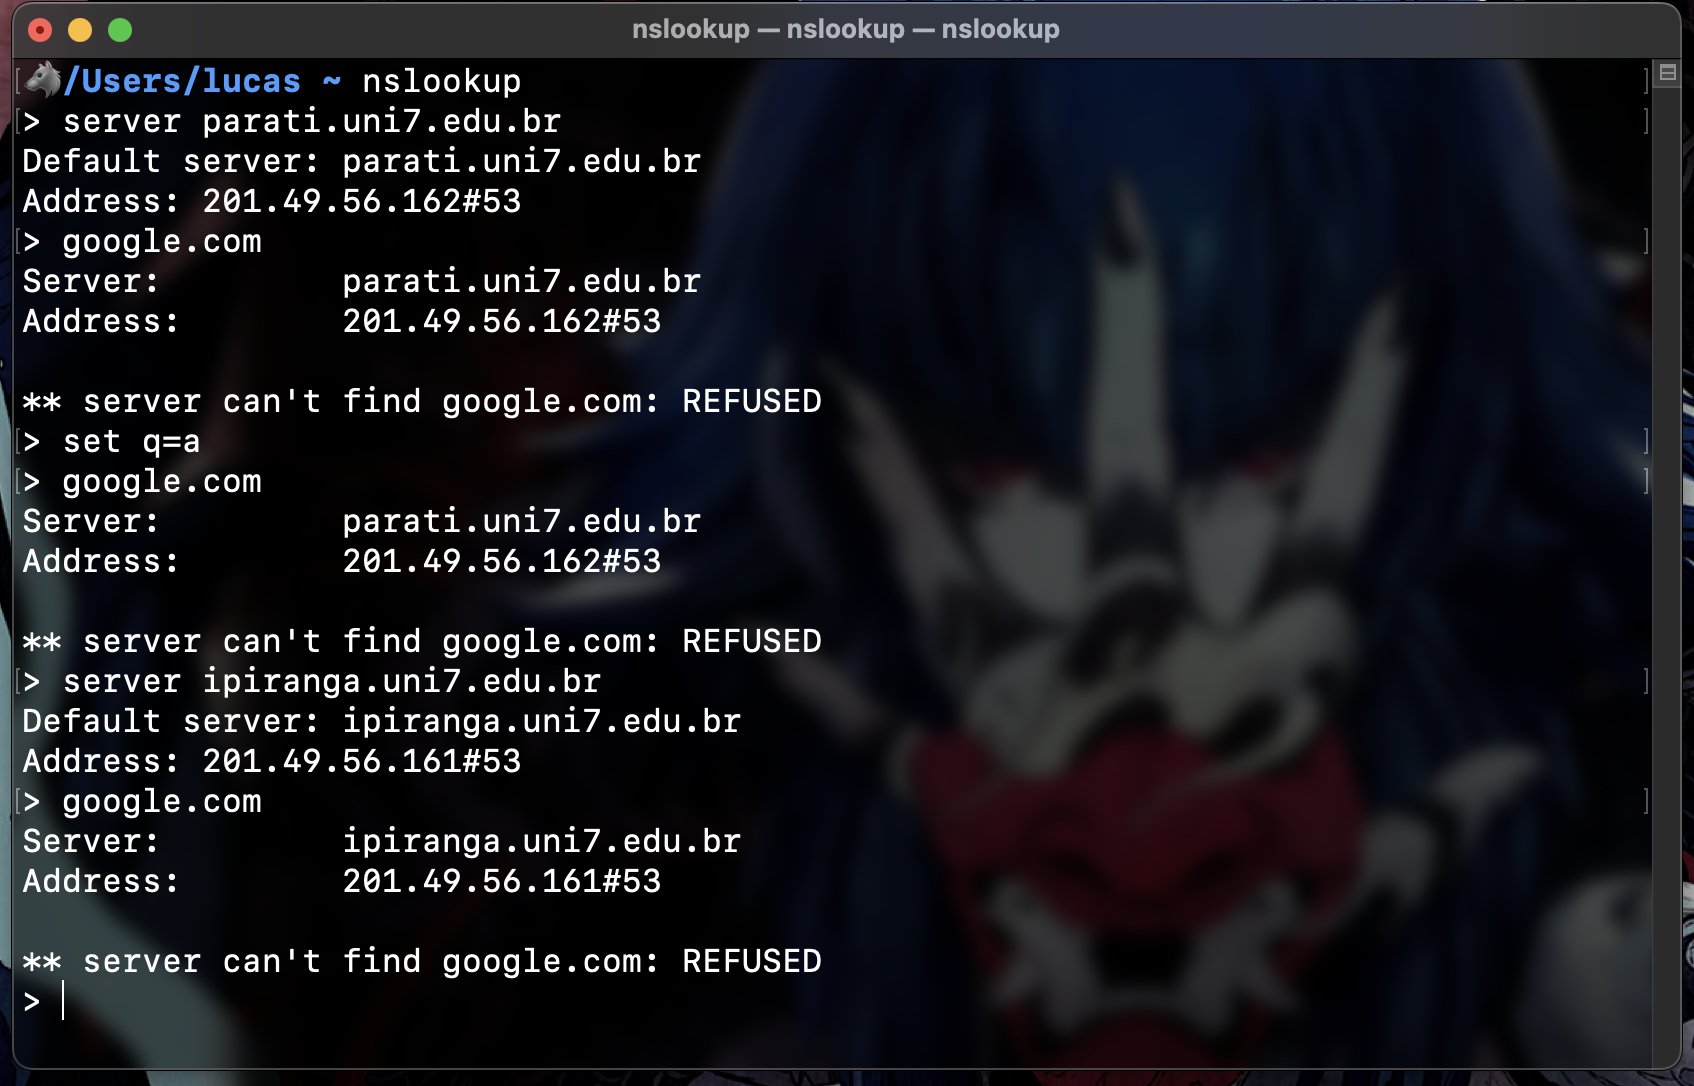 nslookup — nslookup — nslookup
/Users/lucas ~ nslookup
> server parati.uni7.edu.br
Default server: parati.uni7.edu.br
Address: 201.49.56.162#53
> google.com
Server: parati.uni7.edu.br
Address: 201.49.56.162#53
** server can't find google.com: REFUSED
> set q=a
> google.com
Server: parati.uni7.edu.br
Address: 201.49.56.162#53
** server can't find google.com: REFUSED
> server ipiranga.uni7.edu.br
Default server: ipiranga.uni7.edu.br
Address: 201.49.56.161#53
> google.com
Server: ipiranga.uni7.edu.br
Address: 201.49.56.161#53
** server can't find google.com: REFUSED
>